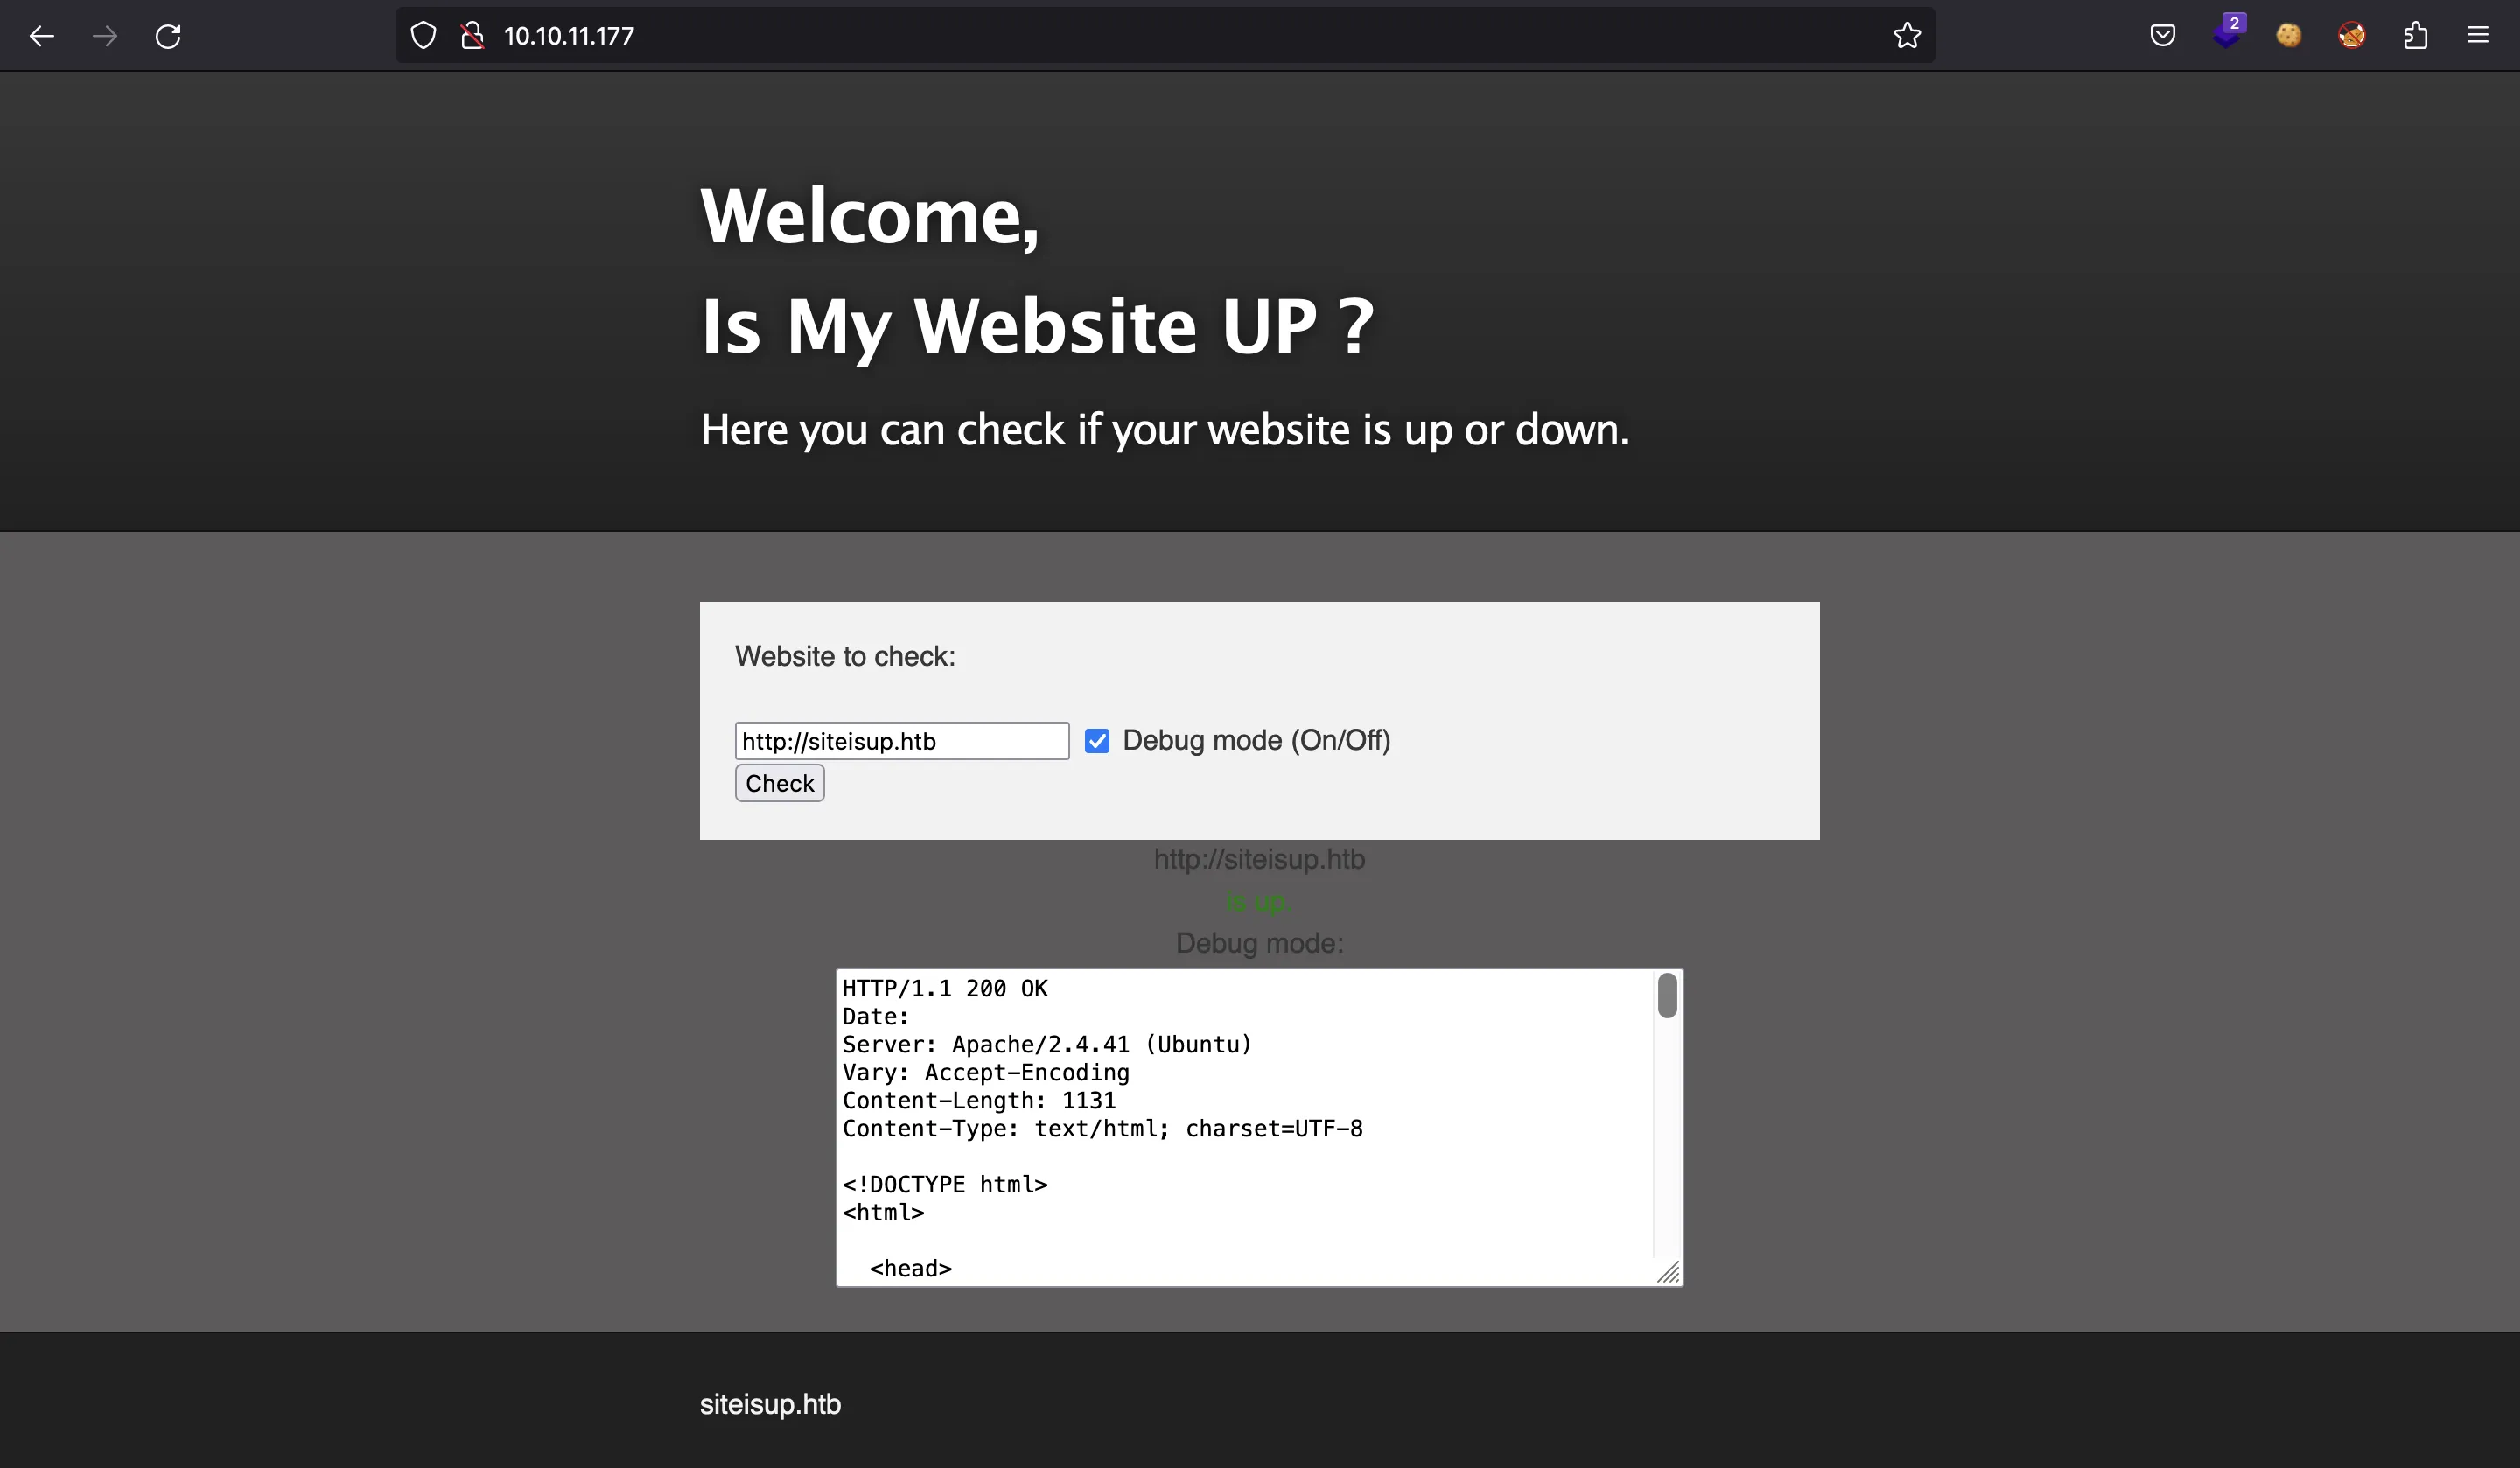 10.10.11.177
2
Welcome,
Is My Website UP ?
Here you can check if your website is up or down.
Website to check:
http://siteisup.htb Debug mode (On/Off)
Check
http://siteisup.htb
is up.
Debug mode:
HTTP/1.1 200 OK
Date:
Server: Apache/2.4.41 (Ubuntu)
Vary: Accept-Encoding
Content-Length: 1131
Content-Type: text/html; charset=UTF-8
<!DOCTYPE html>
<html>
<head>
siteisup.htb